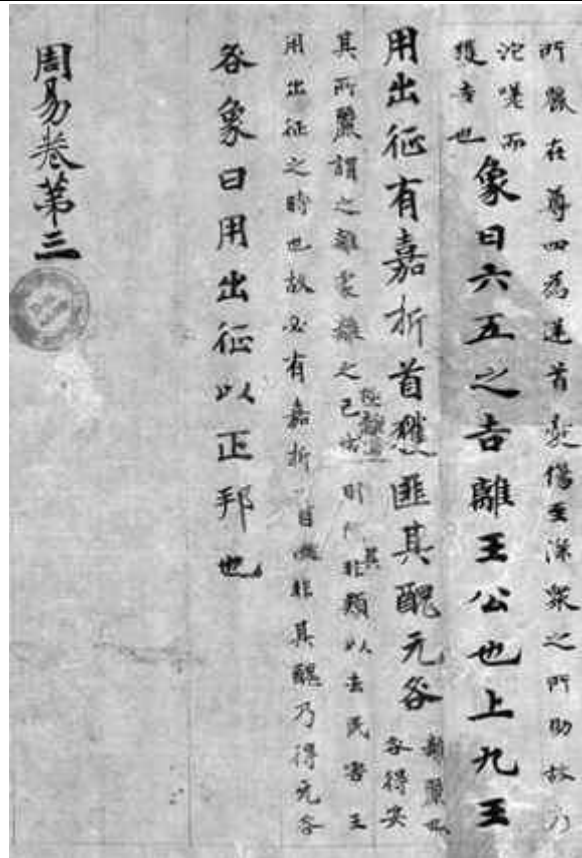 所履在尊四為逆首憂傷至深衆之所助故乃
沱嗟而
獲吉也
象曰六五之吉離王公也上九王
用出征有嘉折首獲匪其醜无咎
離麗也
各得安
其所麗謂之離處離之已極離道成則除其非類以去民害王
用出征之時也故必有嘉折首獲非其醜乃得无咎
咎象曰用出征以正邦也
周易卷第三